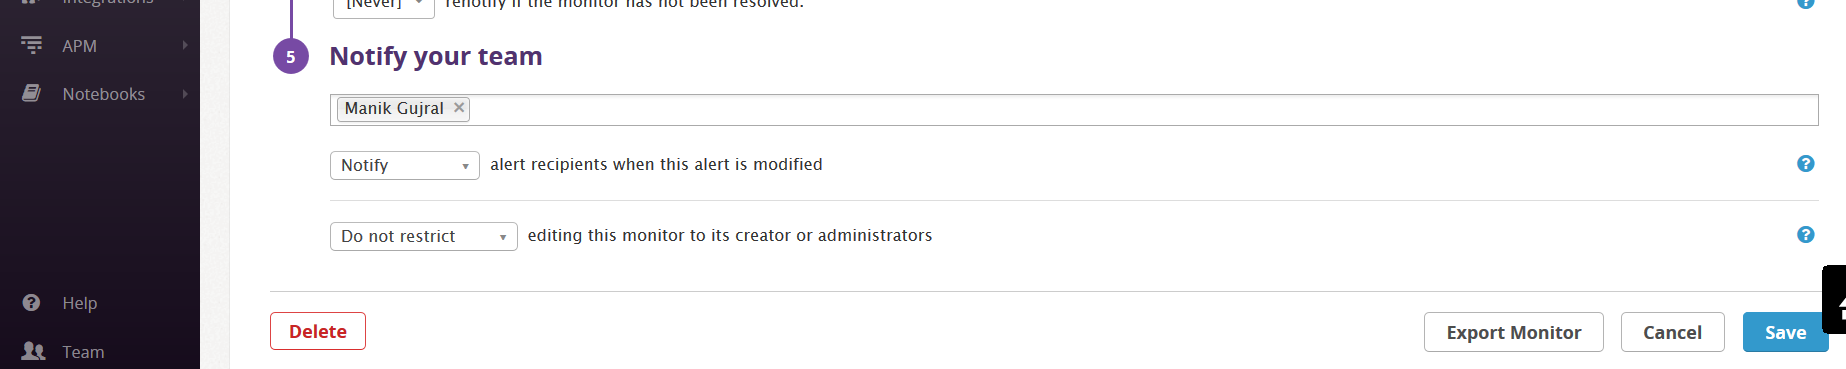 Integrations
[Never] renotify if the monitor has not been resolved.
?
APM
5 Notify your team
Notebooks
Manik Gujral ×
Notify alert recipients when this alert is modified
?
Do not restrict editing this monitor to its creator or administrators
?
? Help
Team
Delete
Export Monitor
Cancel
Save